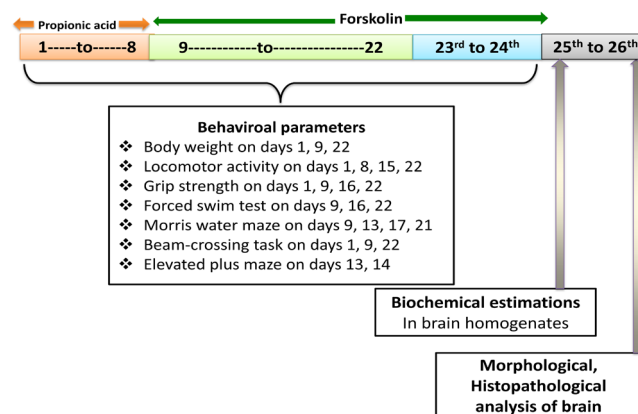 Propionic acid
Forskolin
1-----to------8
9-----------to----------------22
23rd to 24th
25th to 26th
Behaviroal parameters
❖ Body weight on days 1, 9, 22
❖ Locomotor activity on days 1, 8, 15, 22
❖ Grip strength on days 1, 9, 16, 22
❖ Forced swim test on days 9, 16, 22
❖ Morris water maze on days 9, 13, 17, 21
❖ Beam-crossing task on days 1, 9, 22
❖ Elevated plus maze on days 13, 14
Biochemical estimations
In brain homogenates
Morphological,
Histopathological
analysis of brain